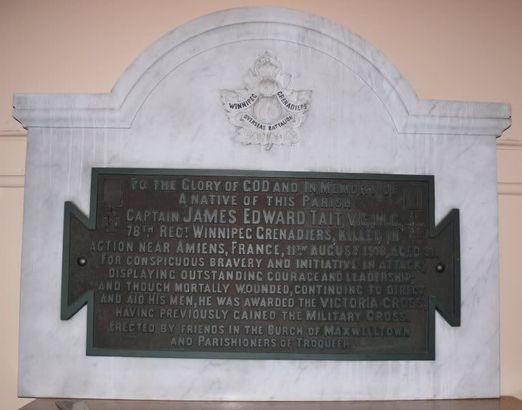 WINNIPEG GRENADIERS
OVERSEAS BATTALION
TO THE GLORY OF GOD AND IN MEMORY OF
A NATIVE OF THIS PARISH
CAPTAIN JAMES EDWARD TAIT, V.C., M.C.,
78TH REGT WINNIPEG GRENADIERS, KILLED IN
ACTION NEAR AMIENS, FRANCE, 11TH AUGUST 1918, AGED
FOR CONSPICUOUS BRAVERY AND INITIATIVE IN ATTACK,
DISPLAYING OUTSTANDING COURAGE AND LEADERSHIP,
AND THOUGH MORTALLY WOUNDED, CONTINUING TO DIRECT
AND AID HIS MEN, HE WAS AWARDED THE VICTORIA CROSS,
HAVING PREVIOUSLY GAINED THE MILITARY CROSS.
ERECTED BY FRIENDS IN THE BURGH OF MAXWELLTOWN
AND PARISHIONERS OF TROQUEER.